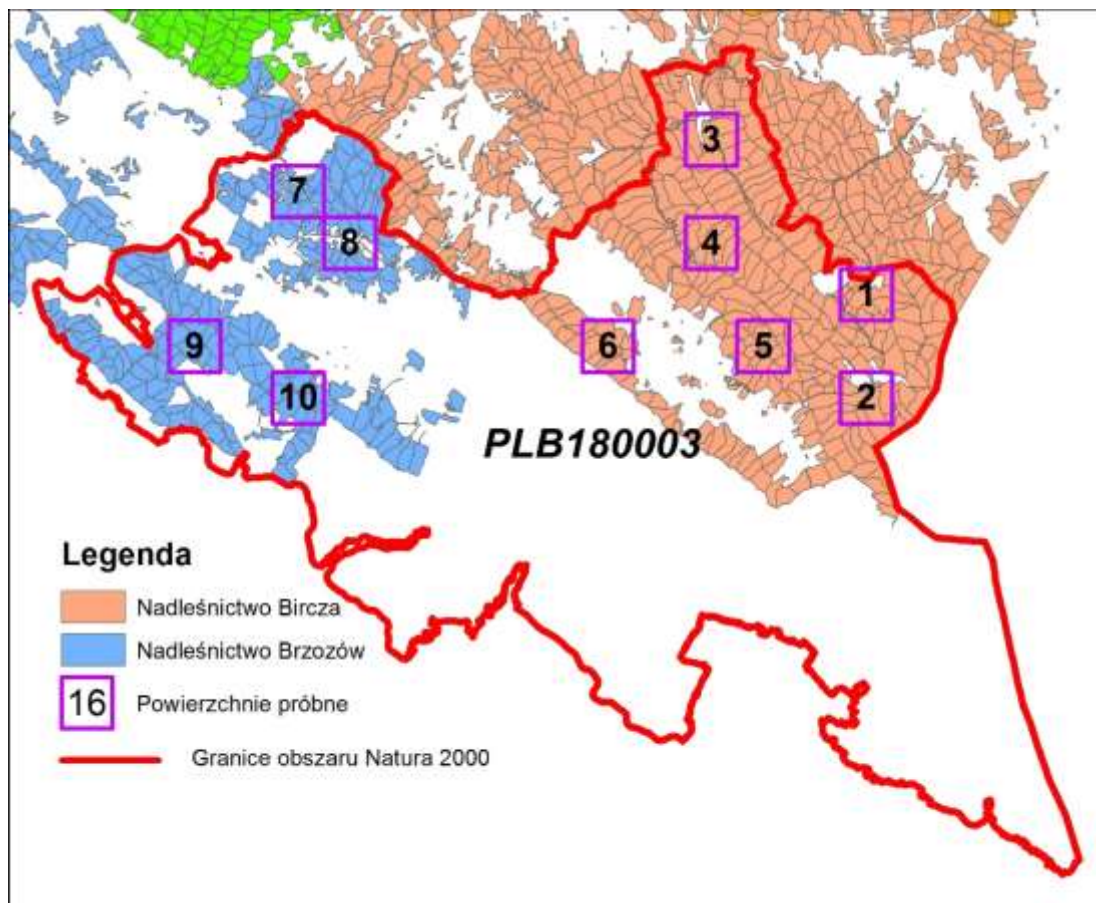 3
7
8
4
1
9
6
5
10
2
PLB180003
Legenda
Nadleśnictwo Bircza
Nadleśnictwo Brzozów
16 Powierzchnie próbne
Granice obszaru Natura 2000